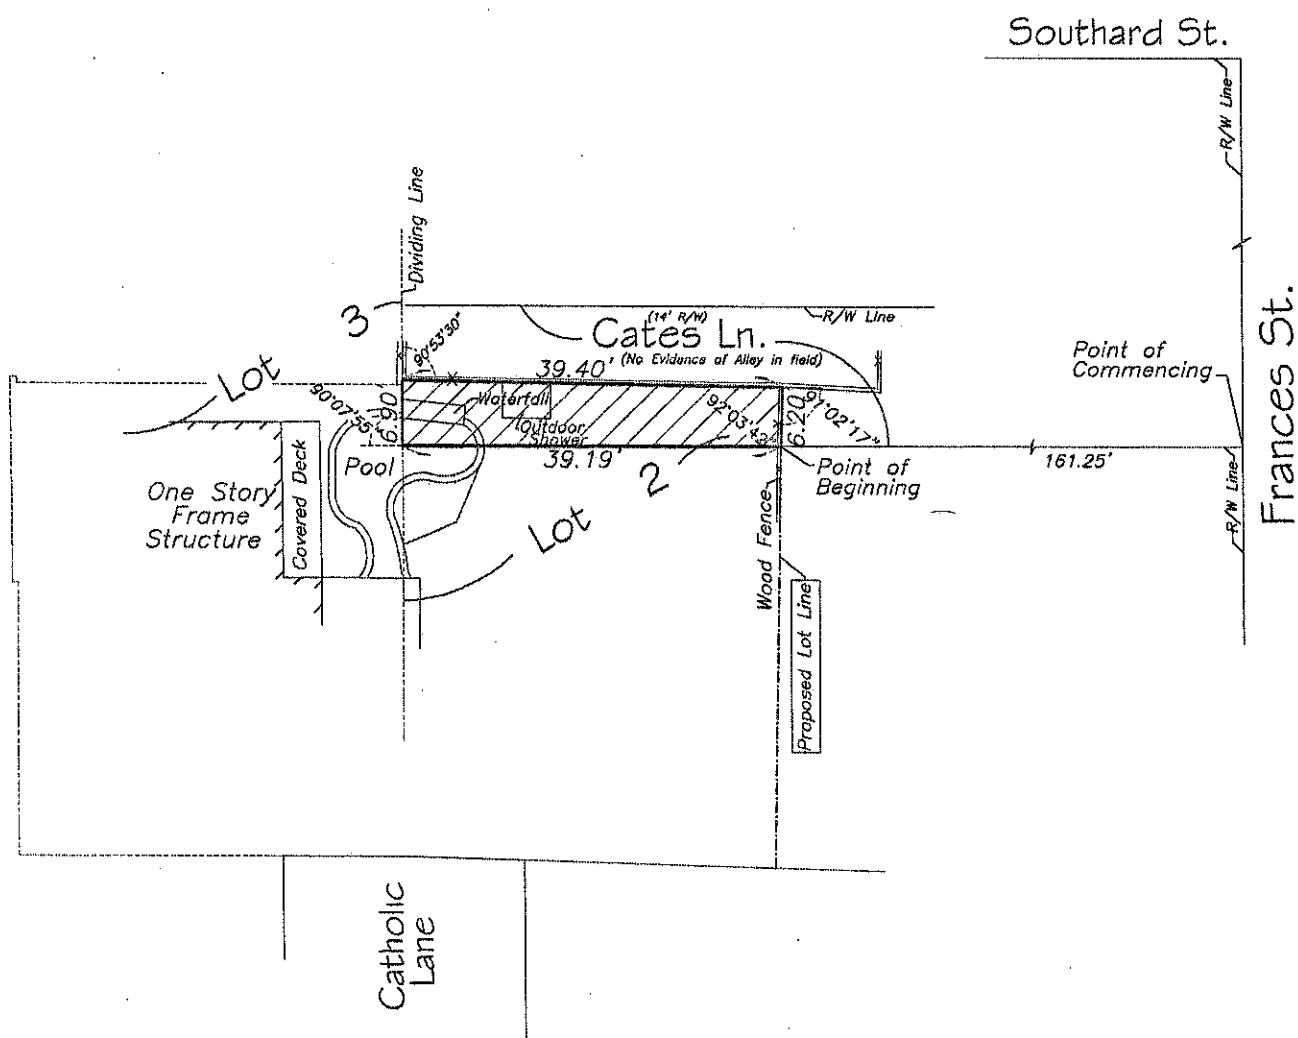 Southard St.
R/W Line
Dividing Line
3
(14' R/W)
R/W Line
Cates Ln.
(No Evidence of Alley in field)
90°53'30"
39.40'
Point of
Commencing
Frances St.
Lot
90°07'55"
6.90
Waterfall
Outdoor
Shower
6.20
91°02'17"
39.19'
2
Pool
Point of
Beginning
161.25'
R/W Line
One Story
Frame
Structure
Covered Deck
Lot
Wood Fence
Proposed Lot Line
Catholic
Lane